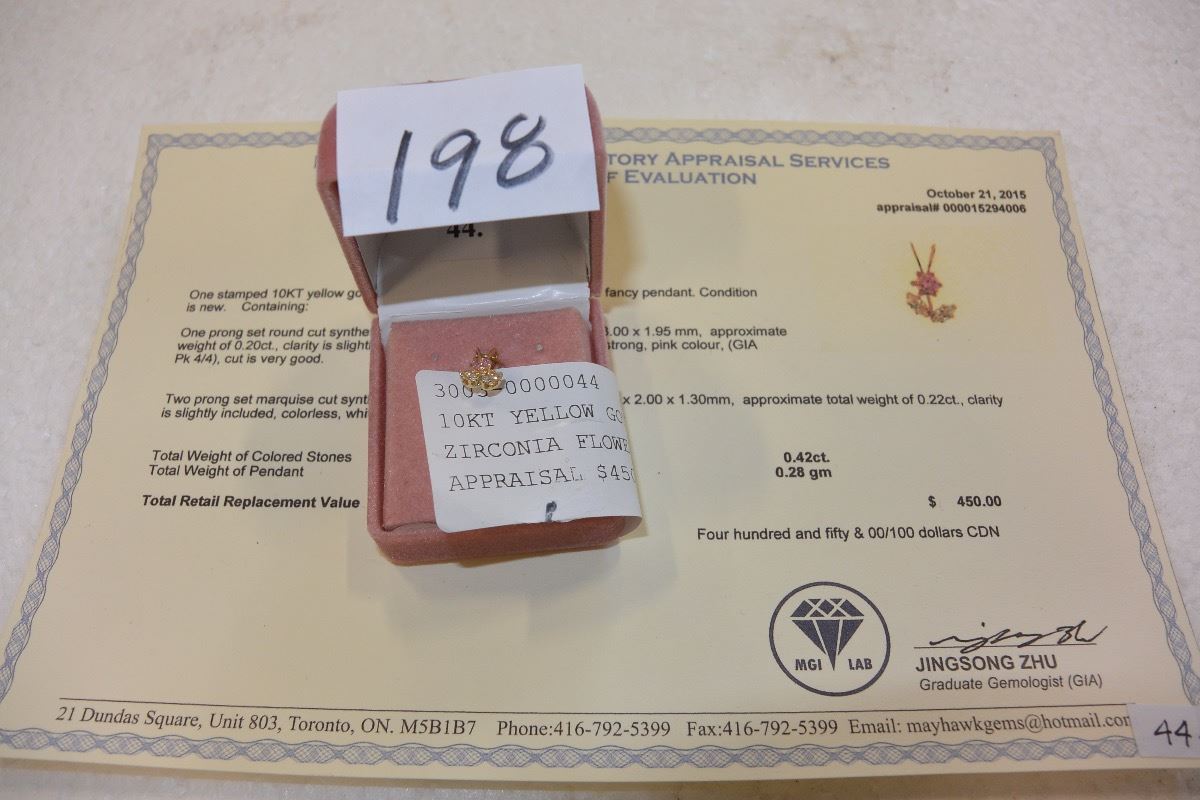 198
44.
TORY APPRAISAL SERVICES
F EVALUATION
October 21, 2015
appraisal# 000015294006
One stamped 10KT yellow go
fancy pendant. Condition
is new. Containing:
One prong set round cut synthe
3.00 x 1.95 mm, approximate
weight of 0.20ct., clarity is slight
strong, pink colour, (GIA
Pk 4/4), cut is very good.
Two prong set marquise cut synt
x 2.00 x 1.30mm, approximate total weight of 0.22ct., clarity
is slightly included, colorless, whi
3003-0000044
10KT YELLOW GO
ZIRCONIA FLOWE
APPRAISAL $450
Total Weight of Colored Stones 0.42ct.
Total Weight of Pendant 0.28 gm
Total Retail Replacement Value $ 450.00
Four hundred and fifty & 00/100 dollars CDN
MGI LAB
JINGSONG ZHU
Graduate Gemologist (GIA)
21 Dundas Square, Unit 803, Toronto, ON. M5B1B7 Phone:416-792-5399 Fax:416-792-5399 Email: mayhawkgems@hotmail.com
44.